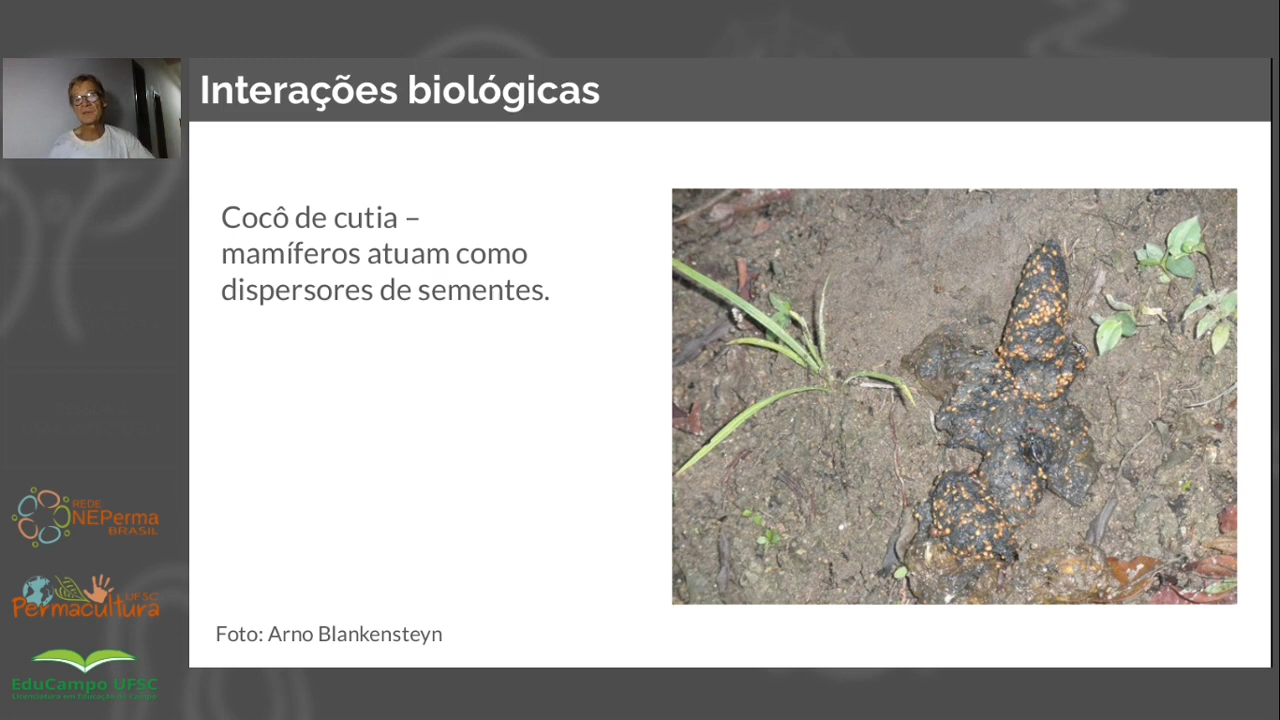 Interações biológicas
Cocô de cutia –
mamíferos atuam como
dispersores de sementes.
Foto: Arno Blankensteyn
REDE
NEPerma
BRASIL
UFSC
Permacultura
EduCampo UFSC
Licenciatura em Educação do Campo